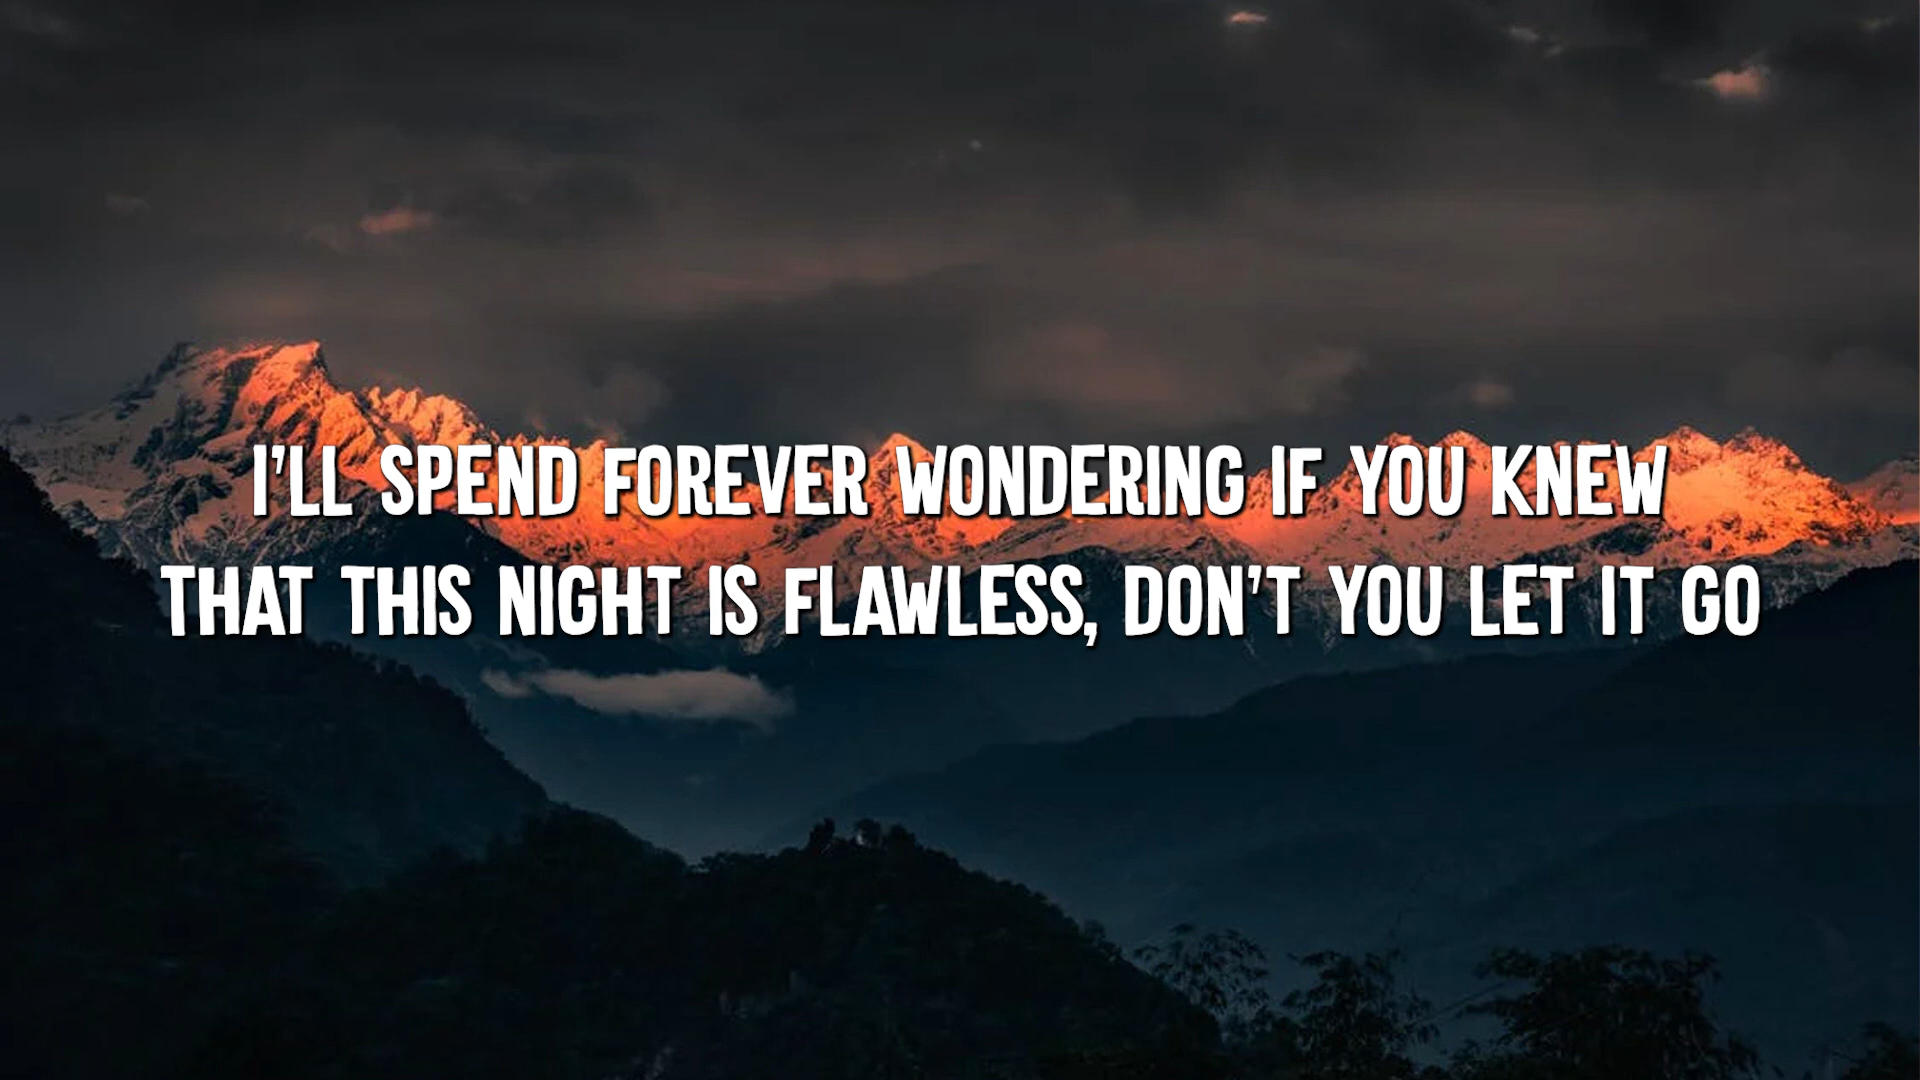 I'LL SPEND FOREVER WONDERING IF YOU KNEW
THAT THIS NIGHT IS FLAWLESS, DON'T YOU LET IT GO